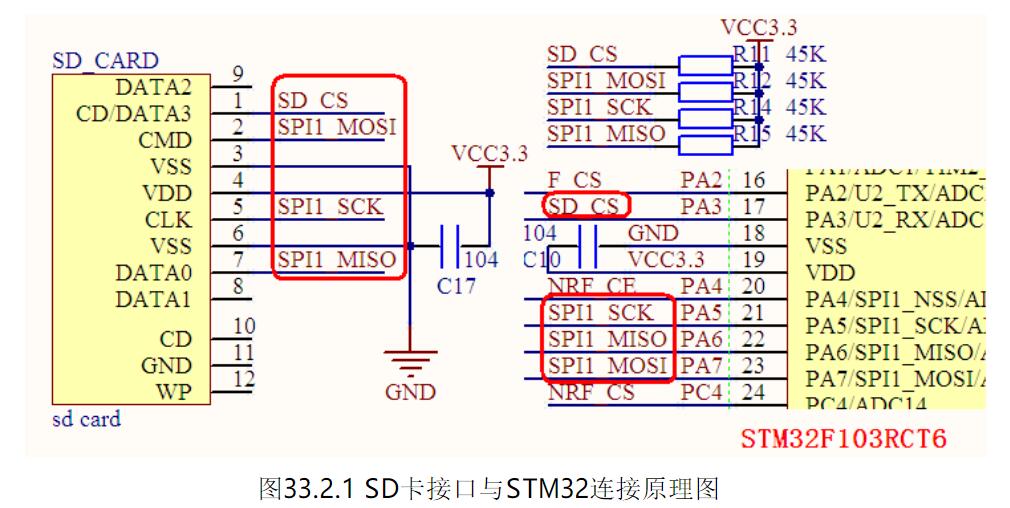 SD_CARD
DATA2 9
CD/DATA3 1 SD_CS
CMD 2 SPI1_MOSI
VSS 3
VDD 4
CLK 5 SPI1_SCK
VSS 6
DATA0 7 SPI1_MISO
DATA1 8
CD 10
GND 11
WP 12
sd card
VCC3.3
104
C17
GND
VCC3.3
SD_CS R11 45K
SPI1_MOSI R12 45K
SPI1_SCK R14 45K
SPI1_MISO R15 45K
F_CS PA2 16 PA2/U2_TX/ADC
SD_CS PA3 17 PA3/U2_RX/ADC
104 GND 18 VSS
C10 VCC3.3 19 VDD
NRF_CE PA4 20 PA4/SPI1_NSS/A
SPI1_SCK PA5 21 PA5/SPI1_SCK/A
SPI1_MISO PA6 22 PA6/SPI1_MISO/
SPI1_MOSI PA7 23 PA7/SPI1_MOSI/
NRF_CS PC4 24 PC4/ADC14
STM32F103RCT6
图33.2.1 SD卡接口与STM32连接原理图